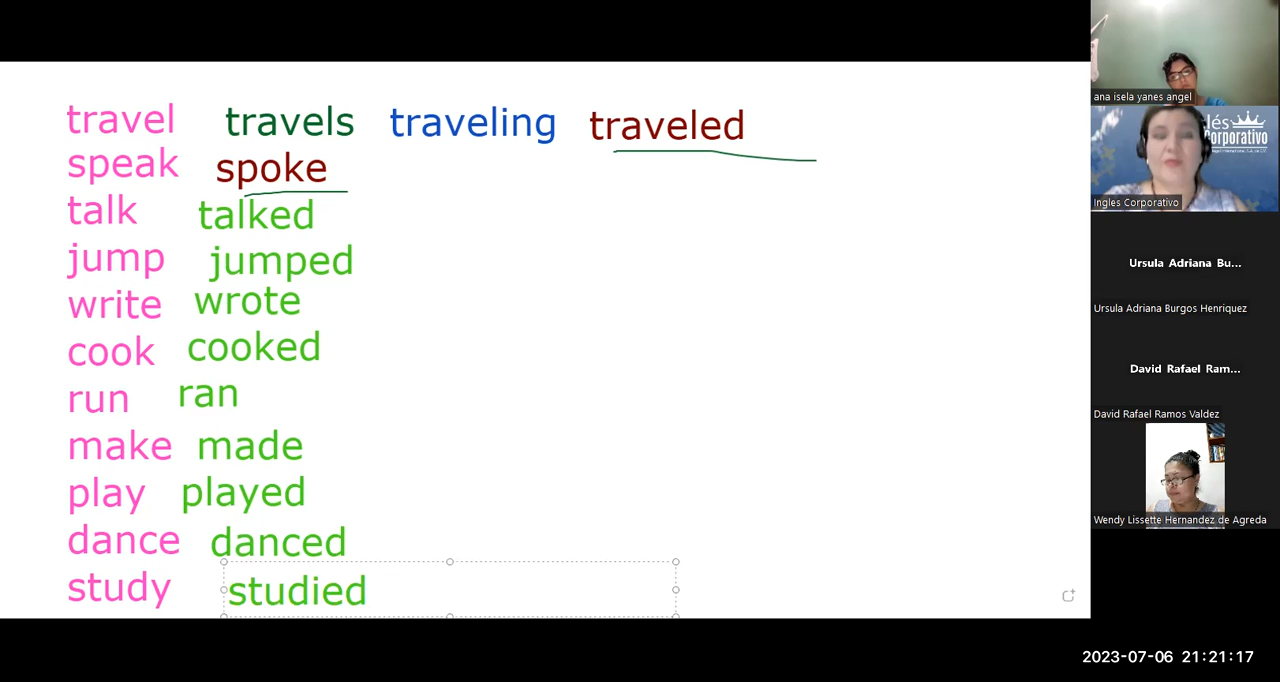 travel travels traveling traveled
speak spoke
talk talked
jump jumped
write wrote
cook cooked
run ran
make made
play played
dance danced
study studied
ana isela yanes angel
lés
Corporativo
Ingles Corporativo
Ursula Adriana Bu...
Ursula Adriana Burgos Henriquez
David Rafael Ram...
David Rafael Ramos Valdez
Wendy Lissette Hernandez de Agreda
2023-07-06 21:21:17